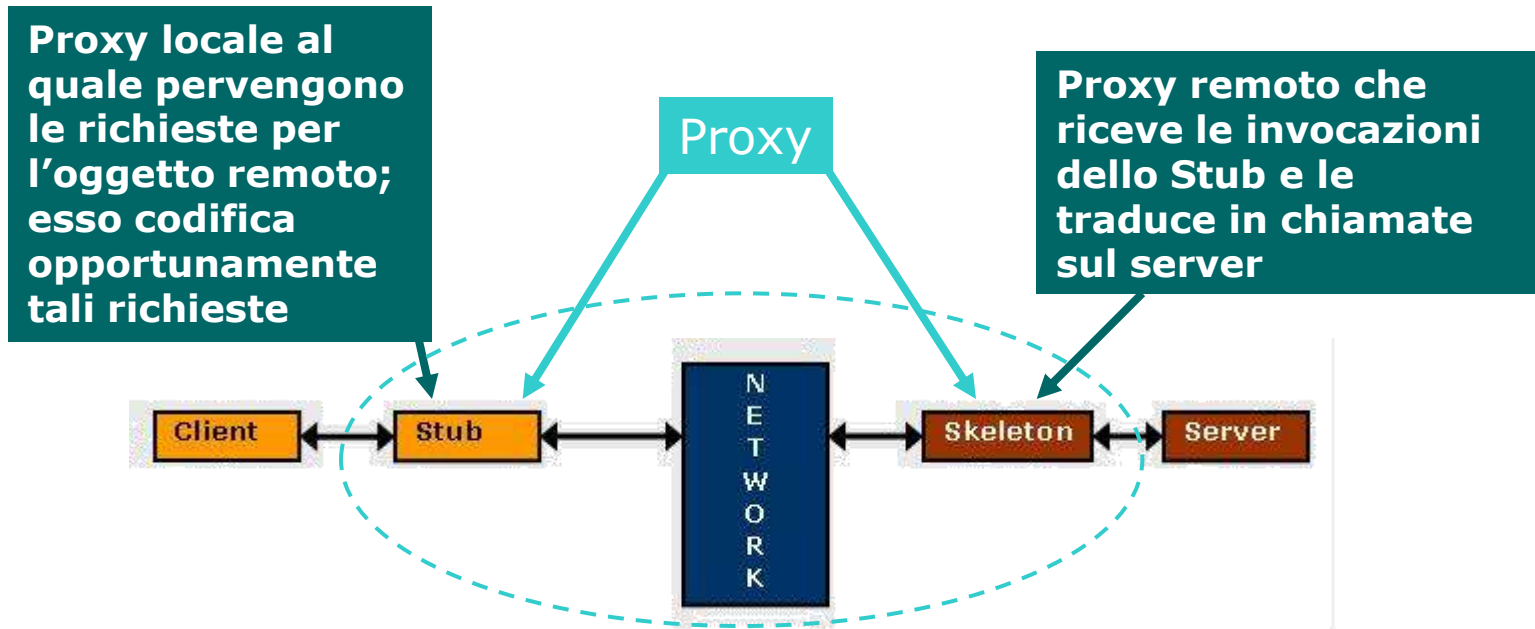 Proxy locale al
quale pervengono
le richieste per
l’oggetto remoto;
esso codifica
opportunamente
tali richieste
Proxy
Proxy remoto che
riceve le invocazioni
dello Stub e le
traduce in chiamate
sul server
Client
Stub
N
E
T
W
O
R
K
Skeleton
Server